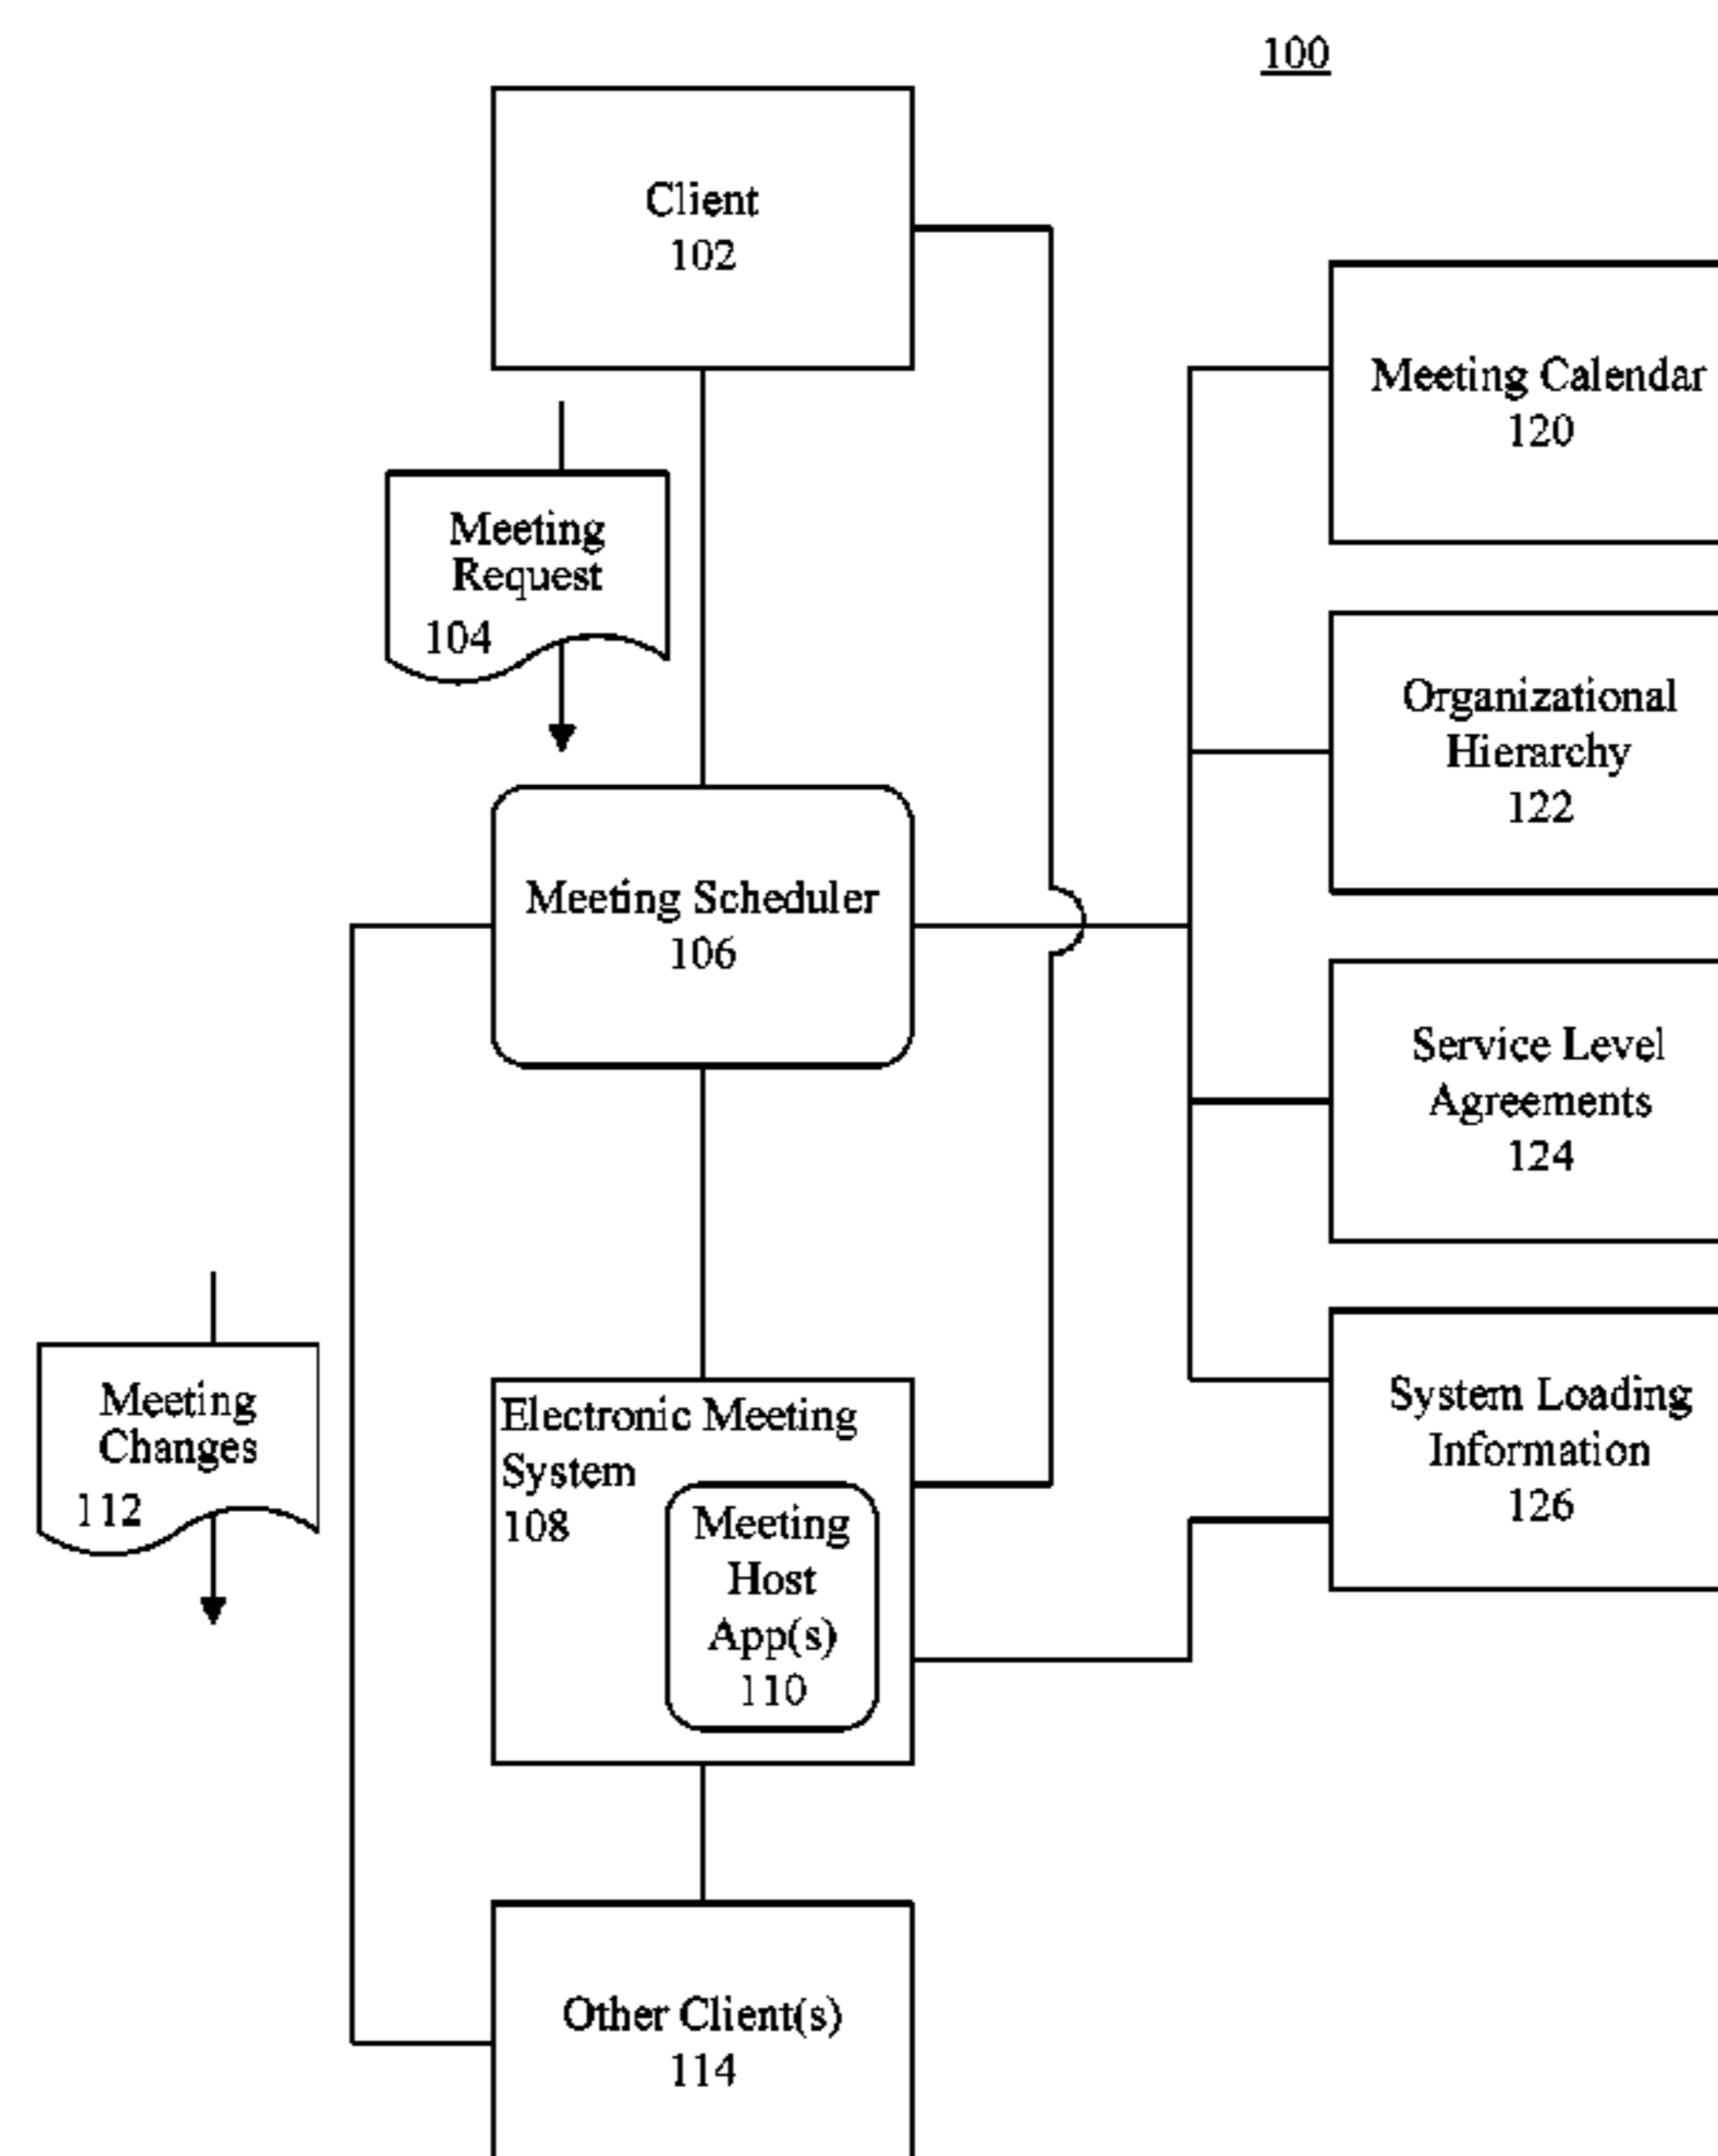 100
Client
102
Meeting Calendar
120
Meeting
Request
104
Organizational
Hierarchy
122
Meeting Scheduler
106
Service Level
Agreements
124
Meeting
Changes
112
Electronic Meeting
System
108
Meeting
Host
App(s)
110
System Loading
Information
126
Other Client(s)
114